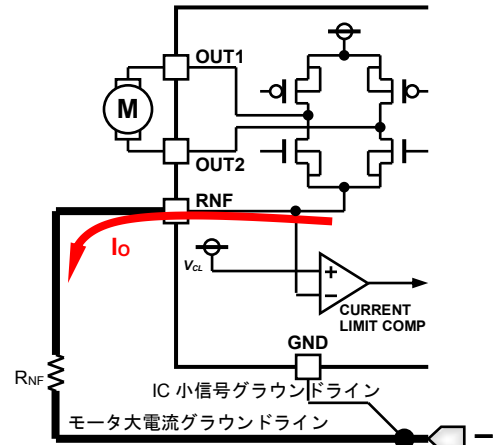 OUT1
M
OUT2
RNF
Io
VCL
+
−
CURRENT
LIMIT COMP
GND
RNF
IC 小信号グラウンドライン
モータ大電流グラウンドライン
−